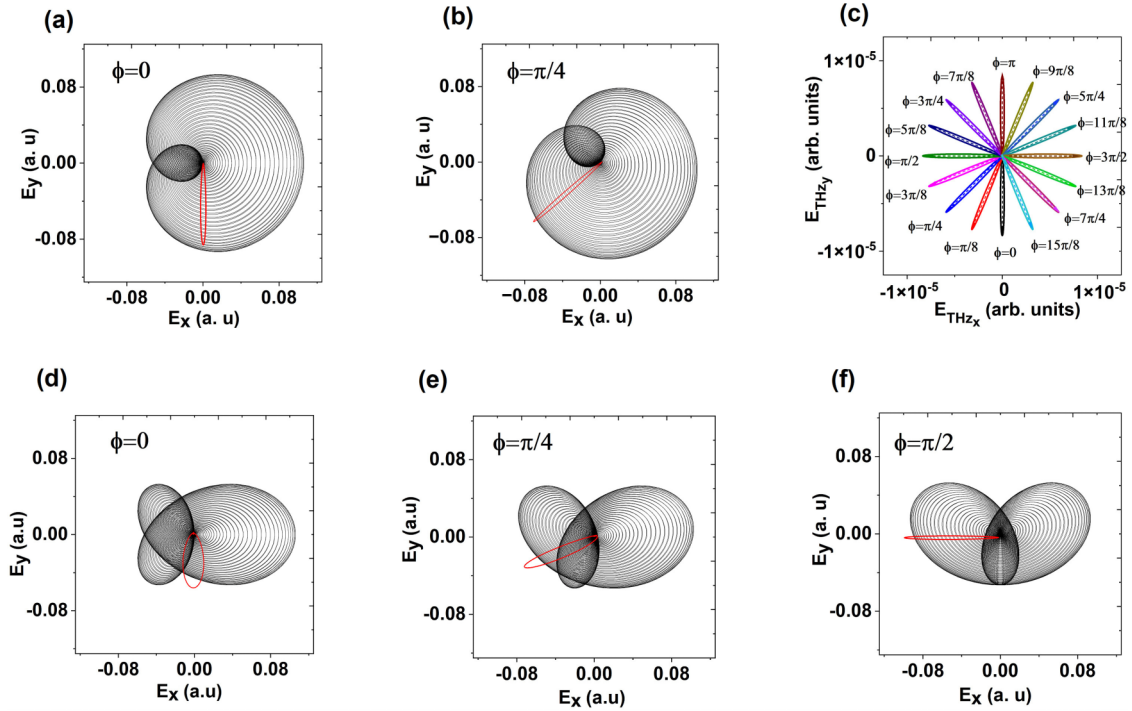 (a)
ϕ=0
0.08
0.00
-0.08
Ey (a. u)
-0.08
0.00
0.08
Ex (a. u)
(b)
ϕ=π/4
0.08
0.00
−0.08
Ey (a. u)
−0.08
0.00
0.08
Ex (a. u)
(c)
1×10-5
0
-1×10-5
ETHzy (arb. units)
ϕ=π
ϕ=7π/8
ϕ=9π/8
ϕ=3π/4
ϕ=5π/4
ϕ=5π/8
ϕ=11π/8
ϕ=π/2
ϕ=3π/2
ϕ=3π/8
ϕ=13π/8
ϕ=π/4
ϕ=7π/4
ϕ=π/8
ϕ=0
ϕ=15π/8
-1×10-5
0
1×10-5
ETHzx (arb. units)
(d)
ϕ=0
0.08
0.00
-0.08
Ey (a.u)
-0.08
0.00
0.08
Ex (a.u)
(e)
ϕ=π/4
0.08
0.00
-0.08
Ey (a.u)
-0.08
0.00
0.08
Ex (a.u)
(f)
ϕ=π/2
0.08
0.00
-0.08
Ey (a. u)
-0.08
0.00
0.08
Ex (a. u)